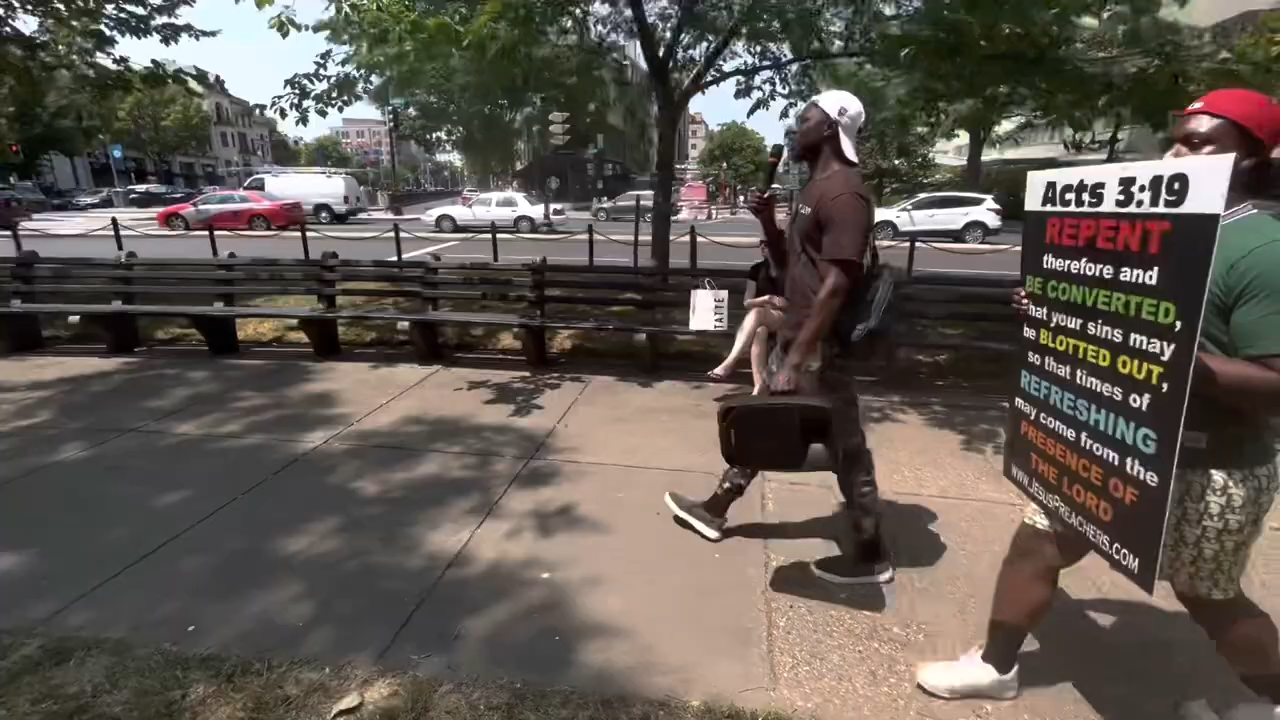 Acts 3:19
REPENT
therefore and
BE CONVERTED,
that your sins may
be BLOTTED OUT,
so that times of
REFRESHING
may come from the
PRESENCE OF
THE LORD
www.JesusPreachers.com
TATTE